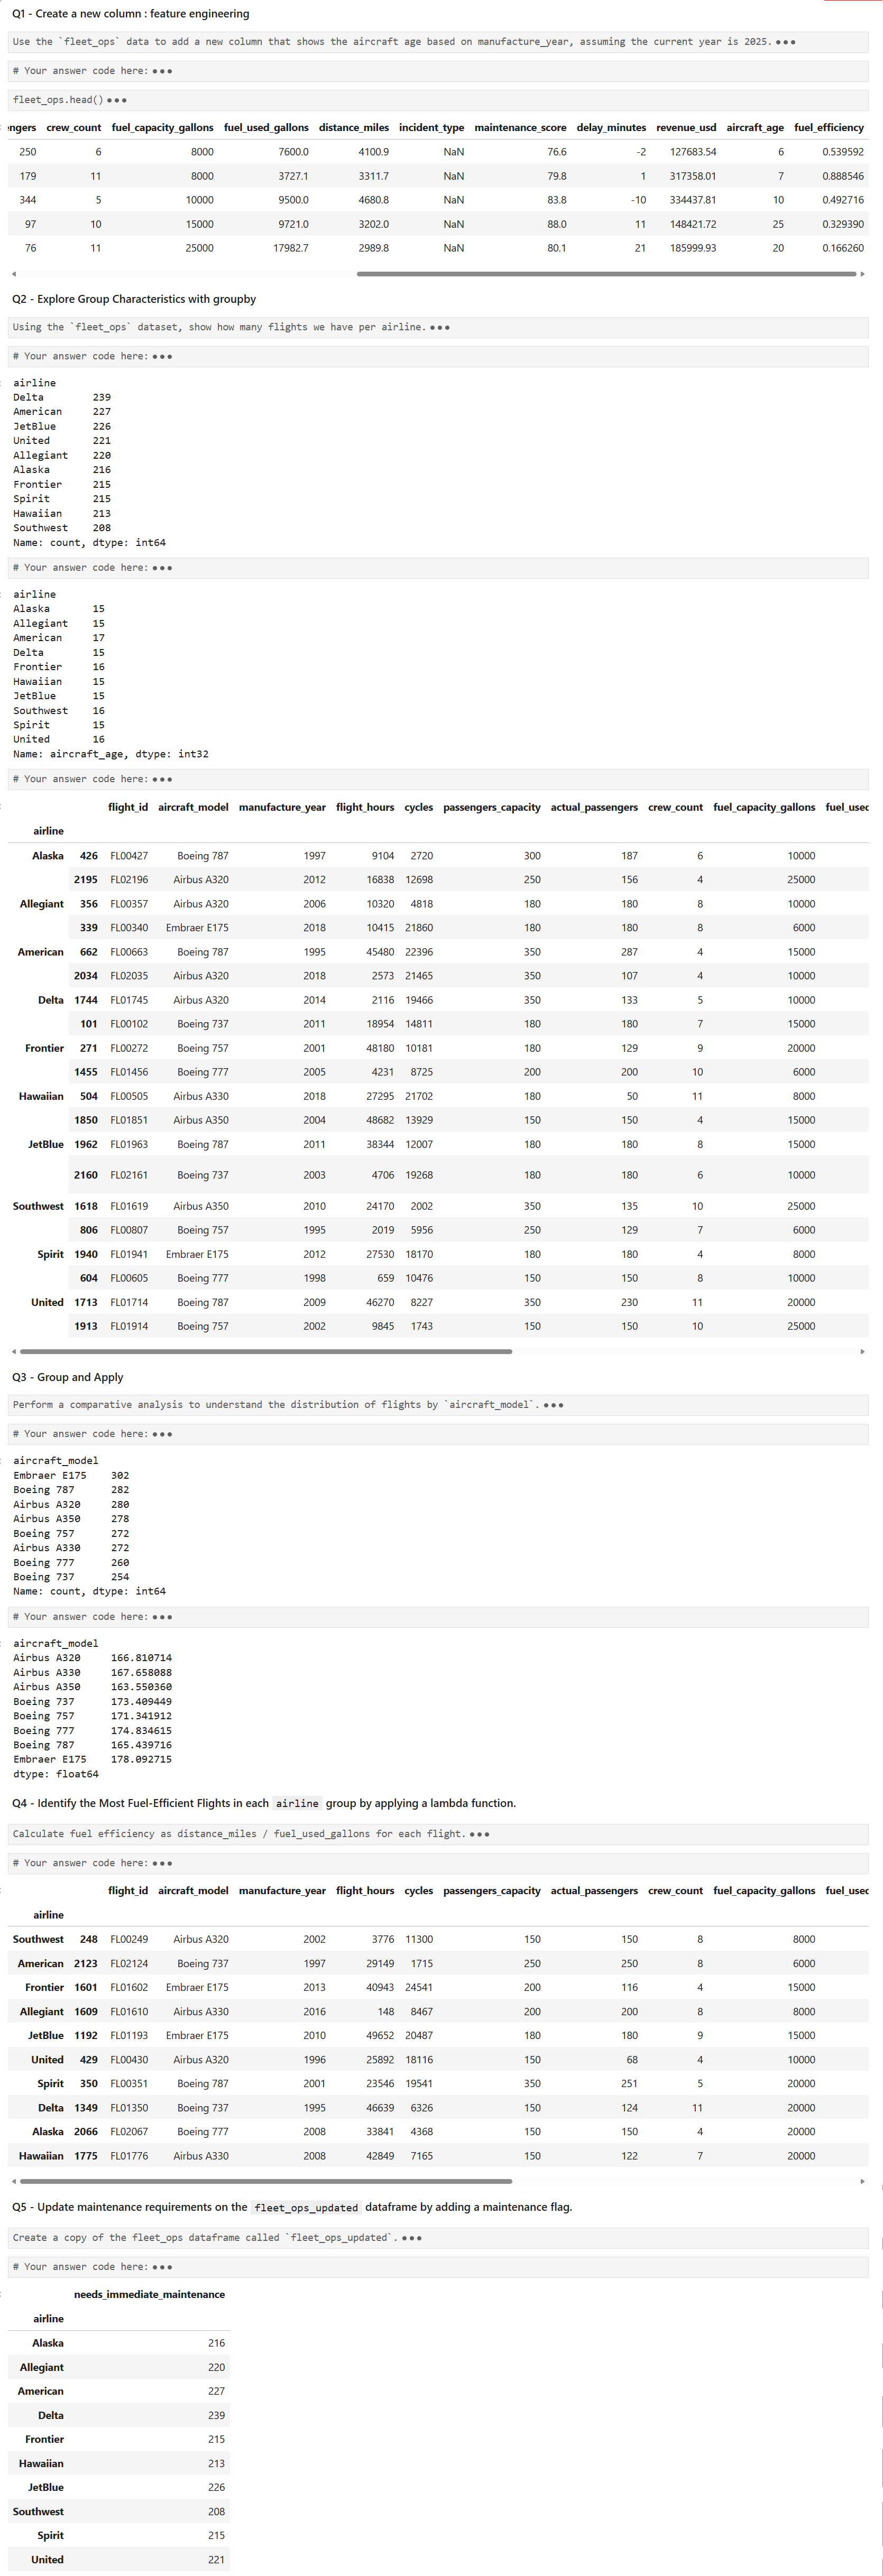 Q1 - Create a new column : feature engineering
Use the `fleet_ops` data to add a new column that shows the aircraft age based on manufacture_year, assuming the current year is 2025. •••
# Your answer code here: •••
fleet_ops.head() •••
engers crew_count fuel_capacity_gallons fuel_used_gallons distance_miles incident_type maintenance_score delay_minutes revenue_usd aircraft_age fuel_efficiency
250 6 8000 7600.0 4100.9 NaN 76.6 -2 127683.54 6 0.539592
179 11 8000 3727.1 3311.7 NaN 79.8 1 317358.01 7 0.888546
344 5 10000 9500.0 4680.8 NaN 83.8 -10 334437.81 10 0.492716
97 10 15000 9721.0 3202.0 NaN 88.0 11 148421.72 25 0.329390
76 11 25000 17982.7 2989.8 NaN 80.1 21 185999.93 20 0.166260
Q2 - Explore Group Characteristics with groupby
Using the `fleet_ops` dataset, show how many flights we have per airline. •••
# Your answer code here: •••
airline
Delta 239
American 227
JetBlue 226
United 221
Allegiant 220
Alaska 216
Frontier 215
Spirit 215
Hawaiian 213
Southwest 208
Name: count, dtype: int64
# Your answer code here: •••
airline
Alaska 15
Allegiant 15
American 17
Delta 15
Frontier 16
Hawaiian 15
JetBlue 15
Southwest 16
Spirit 15
United 16
Name: aircraft_age, dtype: int32
# Your answer code here: •••
flight_id aircraft_model manufacture_year flight_hours cycles passengers_capacity actual_passengers crew_count fuel_capacity_gallons fuel_used
airline
Alaska 426 FL00427 Boeing 787 1997 9104 2720 300 187 6 10000
2195 FL02196 Airbus A320 2012 16838 12698 250 156 4 25000
Allegiant 356 FL00357 Airbus A320 2006 10320 4818 180 180 8 10000
339 FL00340 Embraer E175 2018 10415 21860 180 180 8 6000
American 662 FL00663 Boeing 787 1995 45480 22396 350 287 4 15000
2034 FL02035 Airbus A320 2018 2573 21465 350 107 4 10000
Delta 1744 FL01745 Airbus A320 2014 2116 19466 350 133 5 10000
101 FL00102 Boeing 737 2011 18954 14811 180 180 7 15000
Frontier 271 FL00272 Boeing 757 2001 48180 10181 180 129 9 20000
1455 FL01456 Boeing 777 2005 4231 8725 200 200 10 6000
Hawaiian 504 FL00505 Airbus A330 2018 27295 21702 180 50 11 8000
1850 FL01851 Airbus A350 2004 48682 13929 150 150 4 15000
JetBlue 1962 FL01963 Boeing 787 2011 38344 12007 180 180 8 15000
2160 FL02161 Boeing 737 2003 4706 19268 180 180 6 10000
Southwest 1618 FL01619 Airbus A350 2010 24170 2002 350 135 10 25000
806 FL00807 Boeing 757 1995 2019 5956 250 129 7 6000
Spirit 1940 FL01941 Embraer E175 2012 27530 18170 180 180 4 8000
604 FL00605 Boeing 777 1998 659 10476 150 150 8 10000
United 1713 FL01714 Boeing 787 2009 46270 8227 350 230 11 20000
1913 FL01914 Boeing 757 2002 9845 1743 150 150 10 25000
Q3 - Group and Apply
Perform a comparative analysis to understand the distribution of flights by `aircraft_model`. •••
# Your answer code here: •••
aircraft_model
Embraer E175 302
Boeing 787 282
Airbus A320 280
Airbus A350 278
Boeing 757 272
Airbus A330 272
Boeing 777 260
Boeing 737 254
Name: count, dtype: int64
# Your answer code here: •••
aircraft_model
Airbus A320 166.810714
Airbus A330 167.658088
Airbus A350 163.550360
Boeing 737 173.409449
Boeing 757 171.341912
Boeing 777 174.834615
Boeing 787 165.439716
Embraer E175 178.092715
dtype: float64
Q4 - Identify the Most Fuel-Efficient Flights in each airline group by applying a lambda function.
Calculate fuel efficiency as distance_miles / fuel_used_gallons for each flight. •••
# Your answer code here: •••
flight_id aircraft_model manufacture_year flight_hours cycles passengers_capacity actual_passengers crew_count fuel_capacity_gallons fuel_used
airline
Southwest 248 FL00249 Airbus A320 2002 3776 11300 150 150 8 8000
American 2123 FL02124 Boeing 737 1997 29149 1715 250 250 8 6000
Frontier 1601 FL01602 Embraer E175 2013 40943 24541 200 116 4 15000
Allegiant 1609 FL01610 Airbus A330 2016 148 8467 200 200 8 8000
JetBlue 1192 FL01193 Embraer E175 2010 49652 20487 180 180 9 15000
United 429 FL00430 Airbus A320 1996 25892 18116 150 68 4 10000
Spirit 350 FL00351 Boeing 787 2001 23546 19541 350 251 5 20000
Delta 1349 FL01350 Boeing 737 1995 46639 6326 150 124 11 20000
Alaska 2066 FL02067 Boeing 777 2008 33841 4368 150 150 4 20000
Hawaiian 1775 FL01776 Airbus A330 2008 42849 7165 150 122 7 20000
Q5 - Update maintenance requirements on the fleet_ops_updated dataframe by adding a maintenance flag.
Create a copy of the fleet_ops dataframe called `fleet_ops_updated`. •••
# Your answer code here: •••
needs_immediate_maintenance
airline
Alaska 216
Allegiant 220
American 227
Delta 239
Frontier 215
Hawaiian 213
JetBlue 226
Southwest 208
Spirit 215
United 221